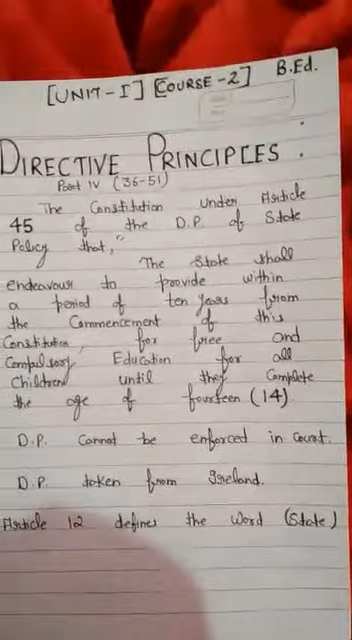 [UNIT-I] [COURSE-2] B.Ed.
DIRECTIVE PRINCIPLES.
Part IV (36-51)
The Constitution under Article
45 of the D.P. of State
Policy that,"
The State shall
endeavour to provide within
a period of ten years from
the Commencement of this
Constitution, for free and
Compulsory Education for all
Children until they Complete
the age of fourteen (14)
D.P. Cannot be enforced in Court.
D.P. taken from Ireland.
Article 12 defines the word (State)